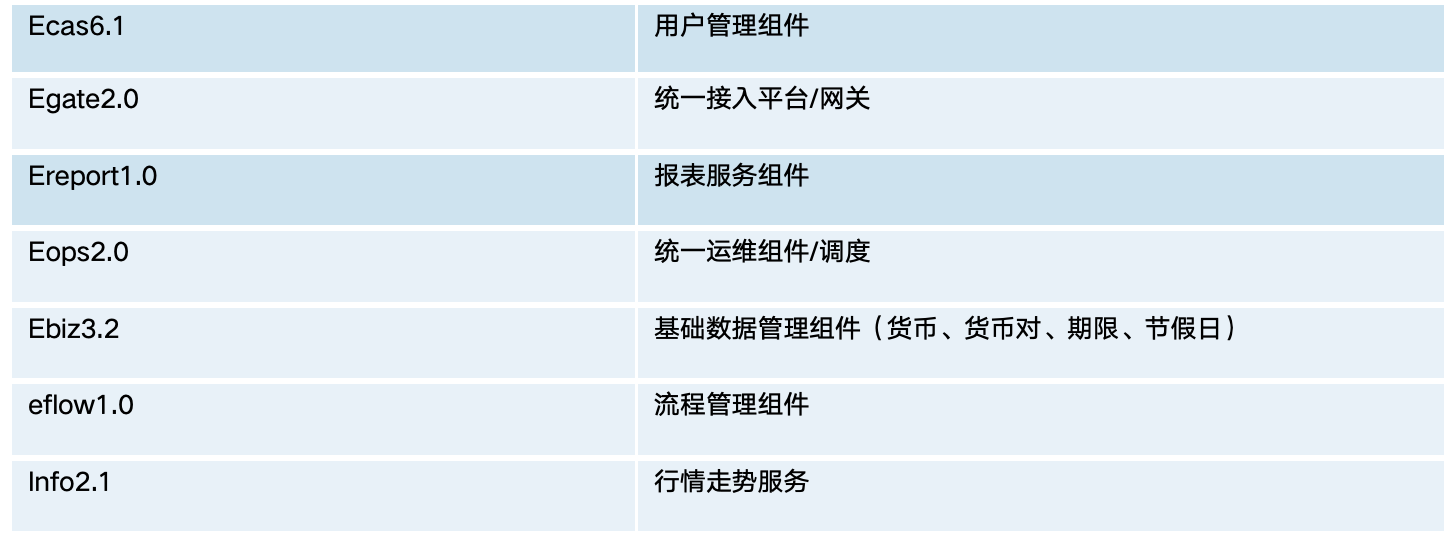 Ecas6.1 用户管理组件
Egate2.0 统一接入平台/网关
Ereport1.0 报表服务组件
Eops2.0 统一运维组件/调度
Ebiz3.2 基础数据管理组件（货币、货币对、期限、节假日）
eflow1.0 流程管理组件
Info2.1 行情走势服务